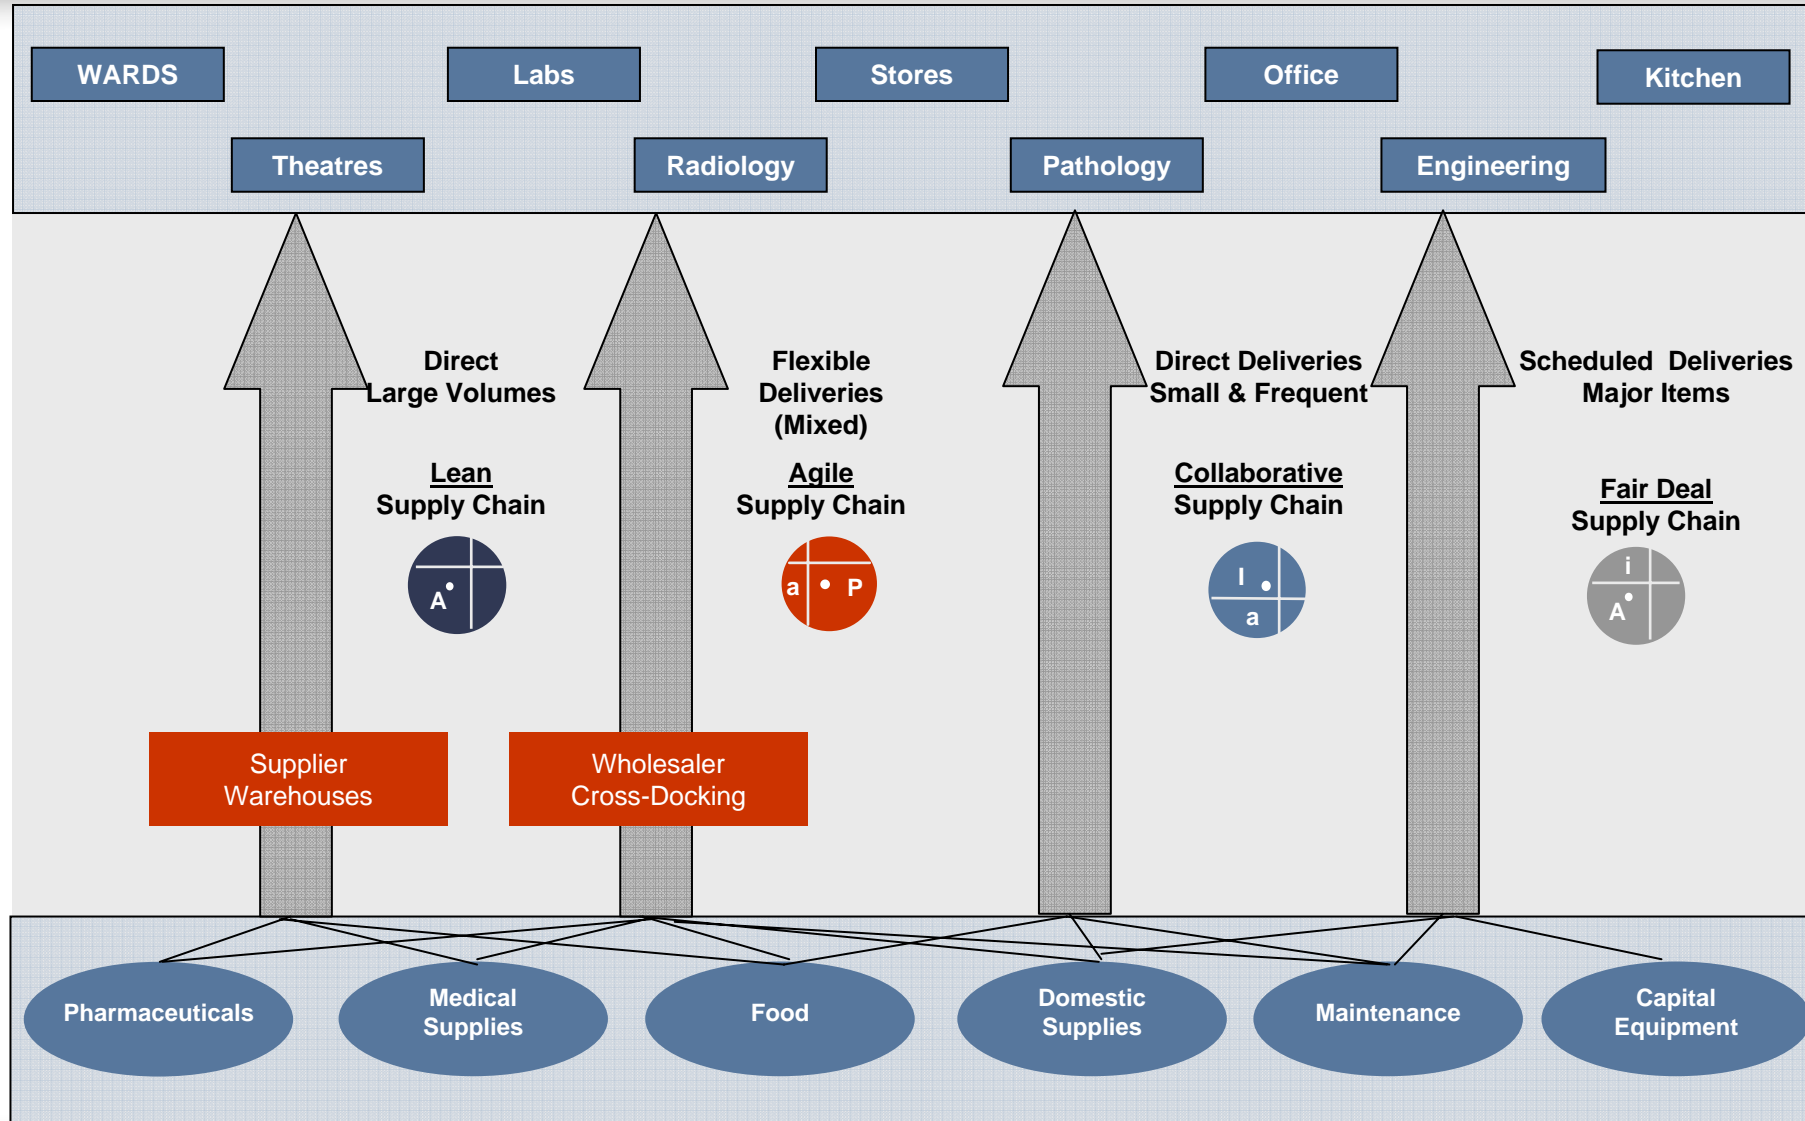 WARDS
Labs
Stores
Office
Kitchen
Theatres
Radiology
Pathology
Engineering
Direct
Large Volumes
Lean
Supply Chain
A
Flexible
Deliveries
(Mixed)
Agile
Supply Chain
a P
Direct Deliveries
Small & Frequent
Collaborative
Supply Chain
I
a
Scheduled Deliveries
Major Items
Fair Deal
Supply Chain
i
A
Supplier
Warehouses
Wholesaler
Cross-Docking
Pharmaceuticals
Medical
Supplies
Food
Domestic
Supplies
Maintenance
Capital
Equipment